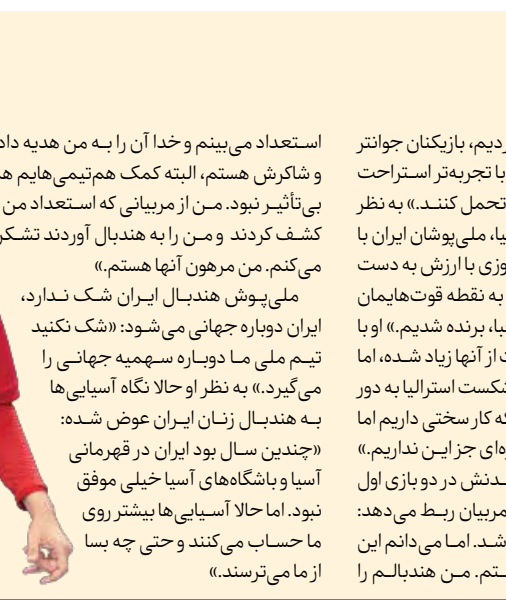 ردیم، بازیکنان جوانتر
با تجربه‌تر استراحت
تحمل کنند.» به نظر
یا، ملی‌پوشان ایران با
وزی با ارزش به دست
به نقطه قوت‌هایمان
با، برنده شدیم.» او با
ت از آنها زیاد شده، اما
شکست استرالیا به دور
که کار سختی داریم اما
ه‌ای جز این نداریم.»
دنش در دو بازی اول
مربیان ربط می‌دهد:
شد. اما می‌دانم این
تم. من هندبالم را
استعداد می‌بینم و خدا آن را به من هدیه داد
و شاکرش هستم، البته کمک هم‌تیمی‌هایم هم
بی‌تأثیر نبود. من از مربیانی که استعداد من
کشف کردند و من را به هندبال آوردند تشکر
می‌کنم. من مرهون آنها هستم.»
ملی‌پوش هندبال ایران شک ندارد،
ایران دوباره جهانی می‌شود: «شک نکنید
تیم ملی ما دوباره سهمیه جهانی را
می‌گیرد.» به نظر او حالا نگاه آسیایی‌ها
به هندبال زنان ایران عوض شده:
«چندین سال بود ایران در قهرمانی
آسیا و باشگاه‌های آسیا خیلی موفق
نبود. اما حالا آسیایی‌ها بیشتر روی
ما حساب می‌کنند و حتی چه بسا
از ما می‌ترسند.»